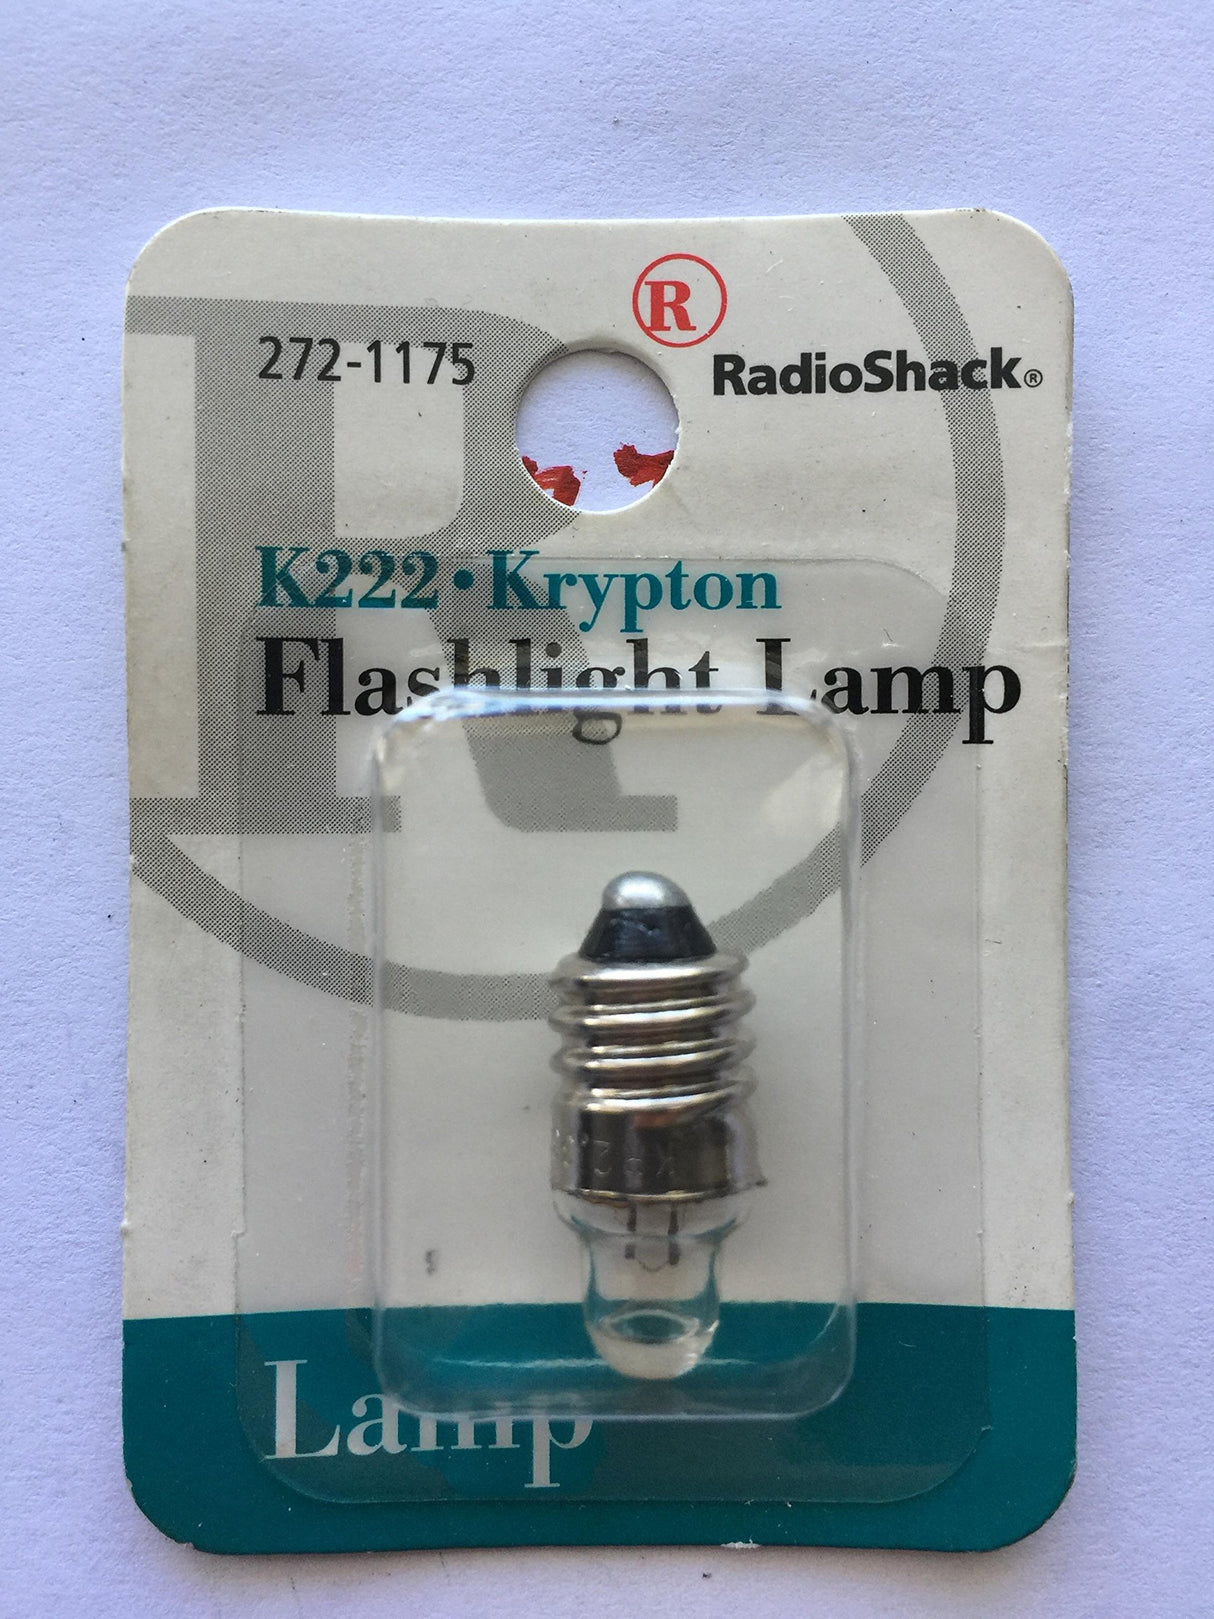 272-1175
R
RadioShack®
K222•Krypton
Flashlight Lamp
Lamp